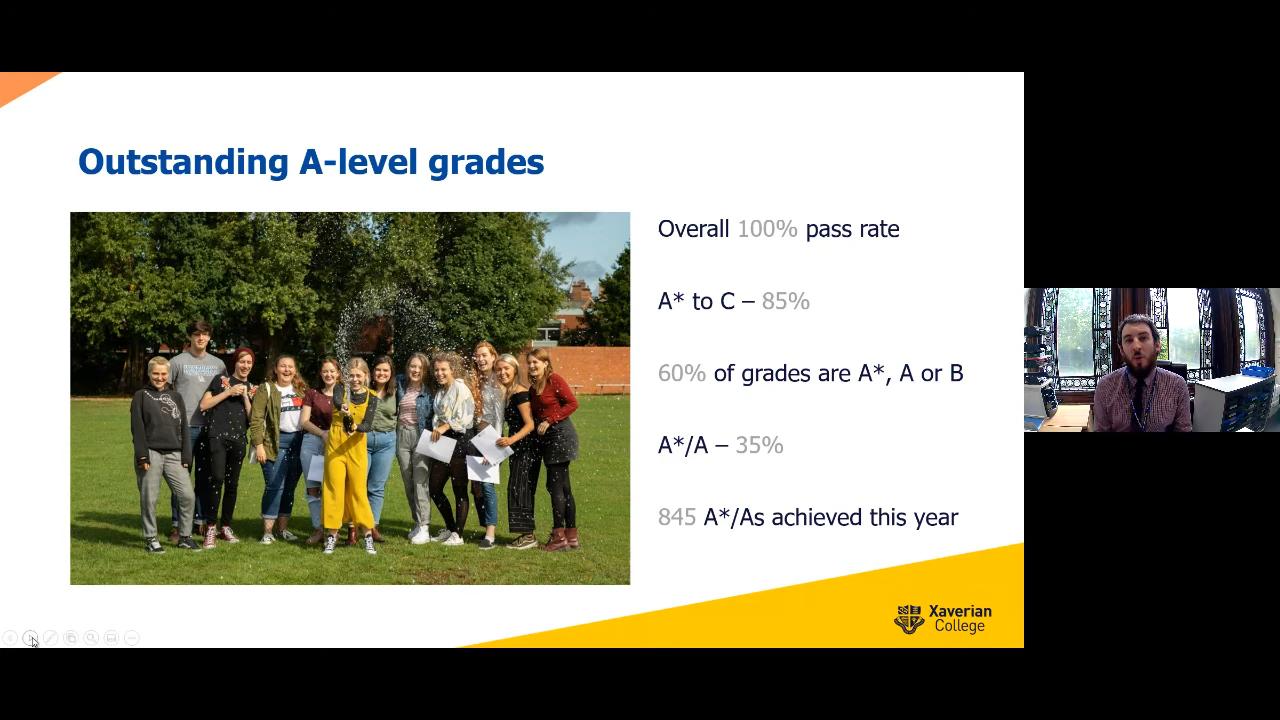 Outstanding A-level grades
Overall 100% pass rate
A* to C – 85%
60% of grades are A*, A or B
A*/A – 35%
845 A*/As achieved this year
Xaverian
College